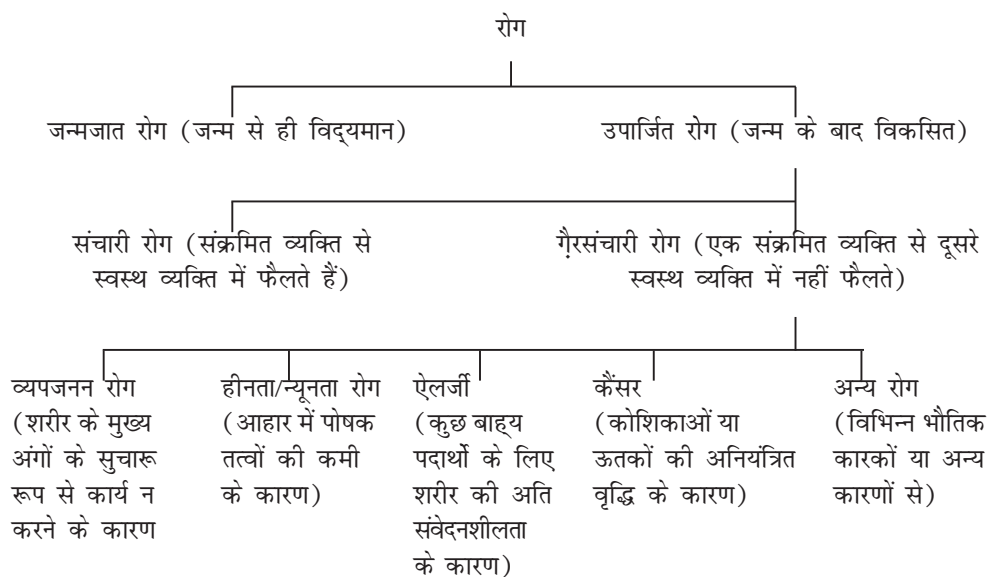 रोग
जन्मजात रोग (जन्म से ही विद्यमान)
उपार्जित रोग (जन्म के बाद विकसित)
संचारी रोग (संक्रमित व्यक्ति से
स्वस्थ व्यक्ति में फैलते हैं)
ग़ैरसंचारी रोग (एक संक्रमित व्यक्ति से दूसरे
स्वस्थ व्यक्ति में नहीं फैलते)
व्यपजनन रोग
(शरीर के मुख्य
अंगों के सुचारू
रूप से कार्य न
करने के कारण
हीनता/न्यूनता रोग
(आहार में पोषक
तत्वों की कमी
के कारण)
ऐलर्जी
(कुछ बाह्य
पदार्थो के लिए
शरीर की अति
संवेदनशीलता
के कारण)
कैंसर
(कोशिकाओं या
ऊतकों की अनियंत्रित
वृद्धि के कारण)
अन्य रोग
(विभिन्न भौतिक
कारकों या अन्य
कारणों से)